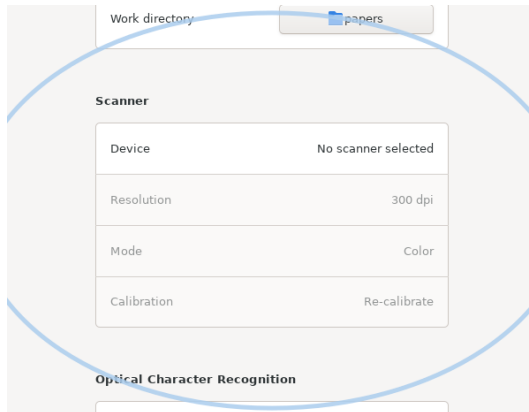 Work directory papers
Scanner
Device No scanner selected
Resolution 300 dpi
Mode Color
Calibration Re-calibrate
Optical Character Recognition